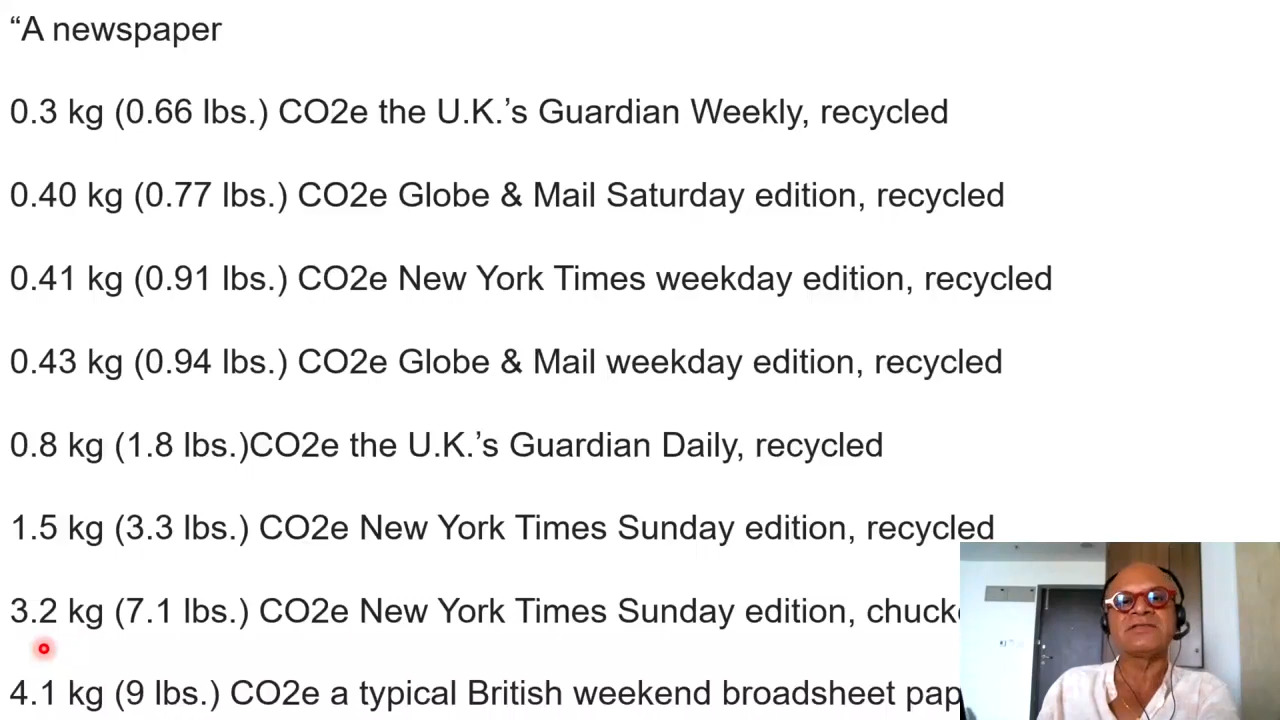 “A newspaper
0.3 kg (0.66 lbs.) CO2e the U.K.’s Guardian Weekly, recycled
0.40 kg (0.77 lbs.) CO2e Globe & Mail Saturday edition, recycled
0.41 kg (0.91 lbs.) CO2e New York Times weekday edition, recycled
0.43 kg (0.94 lbs.) CO2e Globe & Mail weekday edition, recycled
0.8 kg (1.8 lbs.)CO2e the U.K.’s Guardian Daily, recycled
1.5 kg (3.3 lbs.) CO2e New York Times Sunday edition, recycled
3.2 kg (7.1 lbs.) CO2e New York Times Sunday edition,
4.1 kg (9 lbs.) CO2e a typical British weekend broadsheet